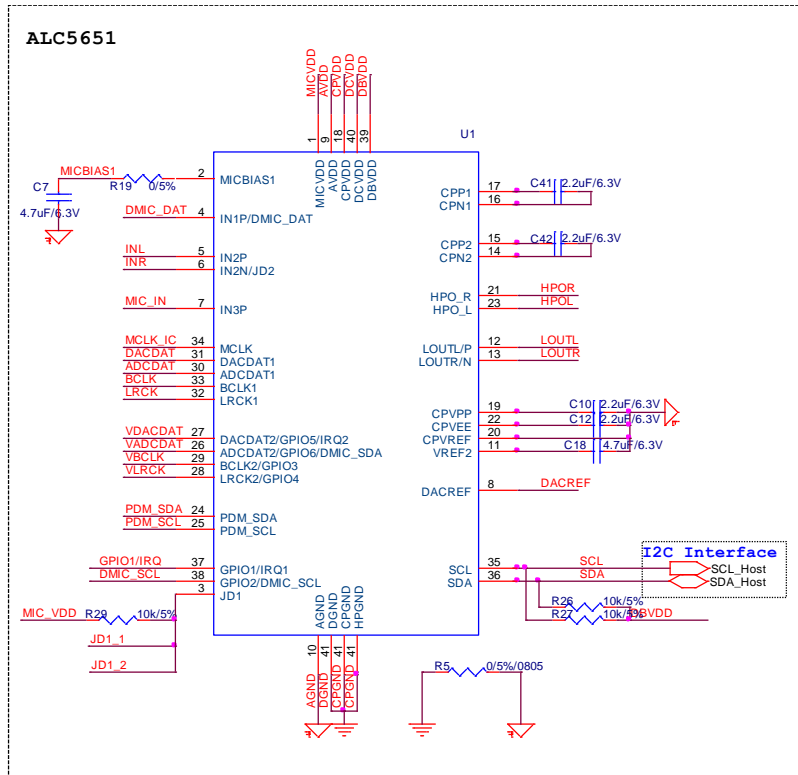 ALC5651
MICVDD
AVDD
CPVDD
DCVDD
DBVDD
1
9
18
40
39
U1
MICVDD
AVDD
CPVDD
DCVDD
DBVDD
MICBIAS1
R19 0/5%
2
MICBIAS1
C7
4.7uF/6.3V
DMIC_DAT
4
IN1P/DMIC_DAT
INL
5
IN2P
INR
6
IN2N/JD2
MIC_IN
7
IN3P
MCLK_IC
34
MCLK
DACDAT
31
DACDAT1
ADCDAT
30
ADCDAT1
BCLK
33
BCLK1
LRCK
32
LRCK1
VDACDAT
27
DACDAT2/GPIO5/IRQ2
VADCDAT
26
ADCDAT2/GPIO6/DMIC_SDA
VBCLK
29
BCLK2/GPIO3
VLRCK
28
LRCK2/GPIO4
PDM_SDA
24
PDM_SDA
PDM_SCL
25
PDM_SCL
GPIO1/IRQ
37
GPIO1/IRQ1
DMIC_SCL
38
GPIO2/DMIC_SCL
3
JD1
MIC_VDD
R29
10k/5%
JD1_1
JD1_2
CPP1
17
C41
2.2uF/6.3V
CPN1
16
CPP2
15
C42
2.2uF/6.3V
CPN2
14
HPO_R
21
HPOR
HPO_L
23
HPOL
LOUTL/P
12
LOUTL
LOUTR/N
13
LOUTR
CPVPP
19
C10
2.2uF/6.3V
CPVEE
22
C12
2.2uF/6.3V
CPVREF
20
VREF2
11
C18
4.7uF/6.3V
DACREF
8
DACREF
I2C Interface
SCL
35
SCL
SCL_Host
SDA
36
SDA
SDA_Host
R26
10k/5%
R27
10k/5%
DBVDD
AGND
DGND
CPGND
HPGND
10
41
41
41
AGND
DGND
CPGND
CPGND
R5
0/5%/0805